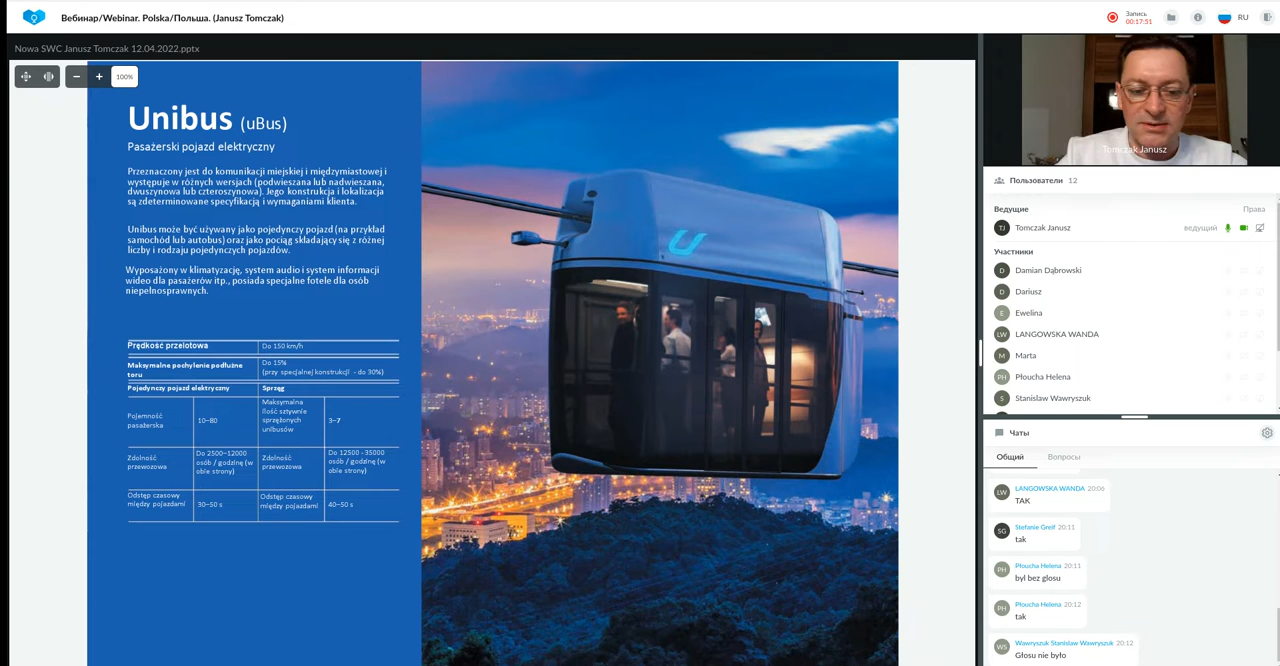 Вебинар/Webinar. Polska/Польша. (Janusz Tomczak)
Запись
00:17:51
RU
Nowa SWC Janusz Tomczak 12.04.2022.pptx
100%
Unibus (uBus)
Pasażerski pojazd elektryczny
Przeznaczony jest do komunikacji miejskiej i międzymiastowej i
występuje w różnych wersjach (podwieszana lub nadwieszana,
dwuszynowa lub czteroszynowa). Jego konstrukcja i lokalizacja
są zdeterminowane specyfikacją i wymaganiami klienta.
Unibus może być używany jako pojedynczy pojazd (na przykład
samochód lub autobus) oraz jako pociąg składający się z różnej
liczby i rodzaju pojedynczych pojazdów.
Wyposażony w klimatyzację, system audio i system informacji
wideo dla pasażerów itp., posiada specjalne fotele dla osób
niepełnosprawnych.
Prędkość przelotowa
Do 150 km/h
Maksymalne pochylenie podłużne
toru
Do 15%
(przy specjalnej konstrukcji - do 30%)
Pojedynczy pojazd elektryczny
Sprzęg
Pojemność
pasażerska
10–80
Maksymalna
ilość sztywnie
sprzężonych
unibusów
3–7
Zdolność
przewozowa
Do 2500–12000
osób / godzinę (w
obie strony)
Zdolność
przewozowa
Do 12500 - 35000
osób / godzinę (w
obie strony)
Odstęp czasowy
między pojazdami
30–50 s
Odstęp czasowy
między pojazdami
40–50 s
Tomczak Janusz
Пользователи 12
Ведущие
Права
TJ Tomczak Janusz ведущий
Участники
D Damian Dąbrowski
D Dariusz
E Ewelina
LW LANGOWSKA WANDA
M Marta
PH Płoucha Helena
S Stanislaw Wawryszuk
Чаты
Общий
Вопросы
LW LANGOWSKA WANDA 20:06
TAK
SG Stefanie Greif 20:11
tak
PH Płoucha Helena 20:11
byl bez glosu
PH Płoucha Helena 20:12
tak
WS Wawryszuk Stanislaw Wawryszuk 20:12
Głosu nie było